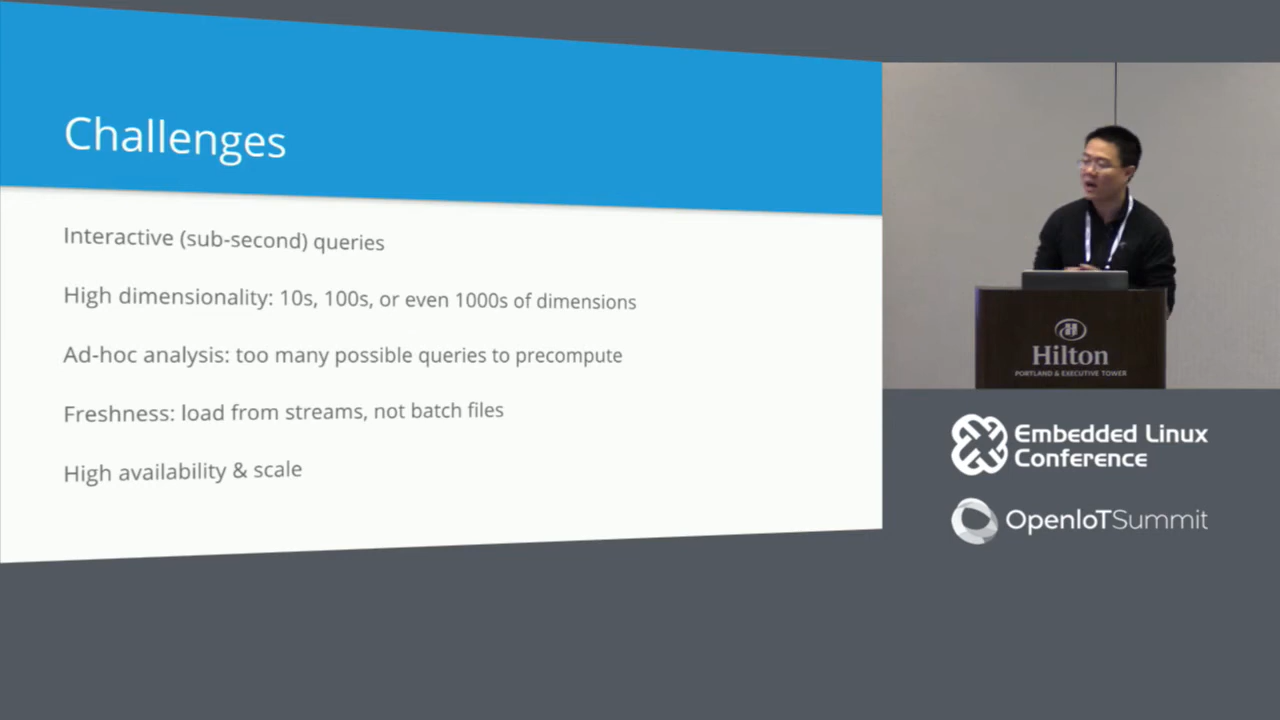 Challenges
Interactive (sub-second) queries
High dimensionality: 10s, 100s, or even 1000s of dimensions
Ad-hoc analysis: too many possible queries to precompute
Freshness: load from streams, not batch files
High availability & scale
Hilton
PORTLAND & EXECUTIVE TOWER
Embedded Linux
Conference
OpenIoTSummit